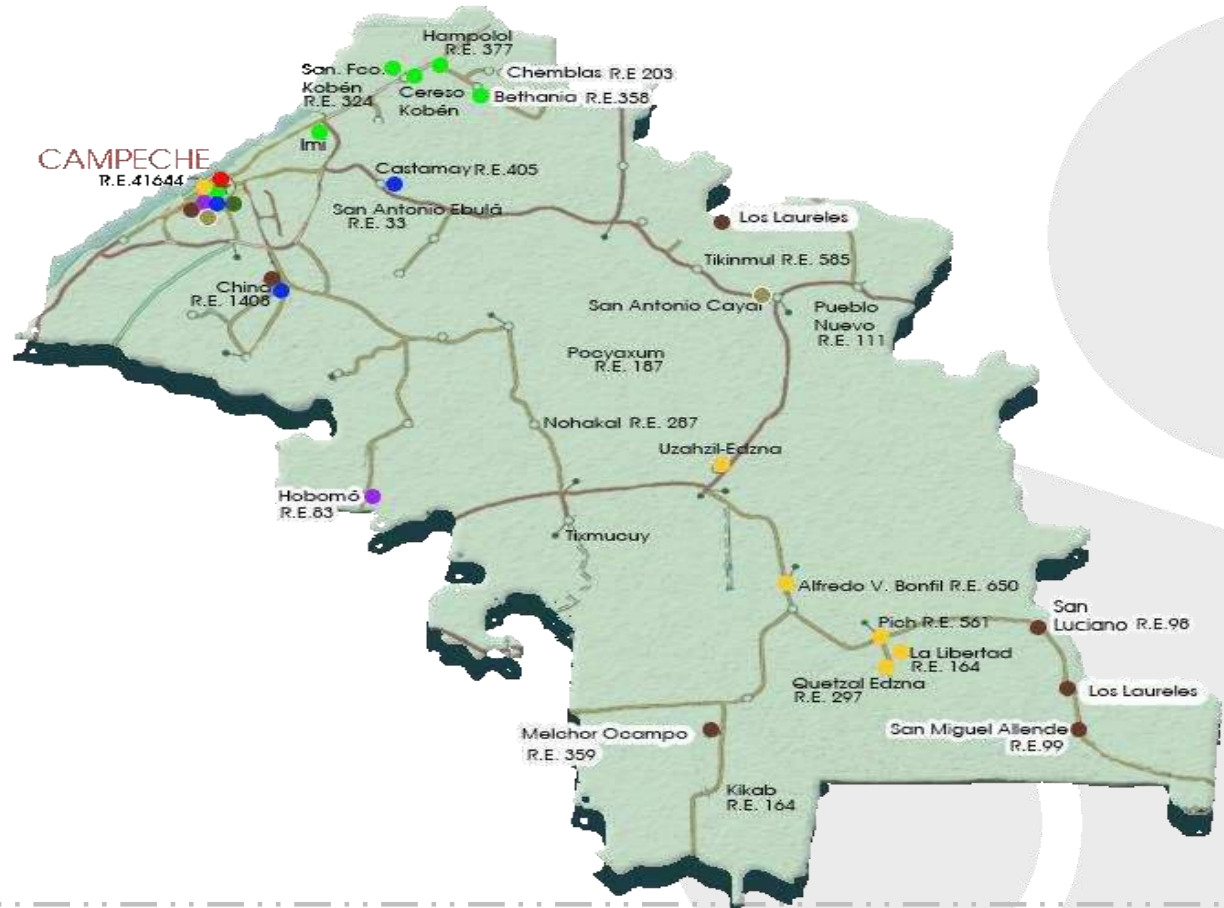 Hampolol
R.E. 377
San. Fco.
Kobén
R.E. 324
Cereso
Kobén
Chemblas R.E 203
Bethania R.E.358
Imi
CAMPECHE
R.E.41644
Castamay R.E.405
San Antonio Ebulá
R.E. 33
Los Laureles
Tikinmul R.E. 585
China
R.E. 1408
San Antonio Cayal
Pueblo
Nuevo
R.E. 111
Pocyaxum
R.E. 187
Nohakal R.E. 287
Uzahzil-Edzna
Hobomó
R.E.83
Tixmucuy
Alfredo V. Bonfil R.E. 650
San
Luciano R.E.98
Pich R.E. 561
La Libertad
R.E. 164
Quetzal Edzna
R.E. 297
Los Laureles
Melchor Ocampo
R.E. 359
San Miguel Allende
R.E.99
Kikab
R.E. 164